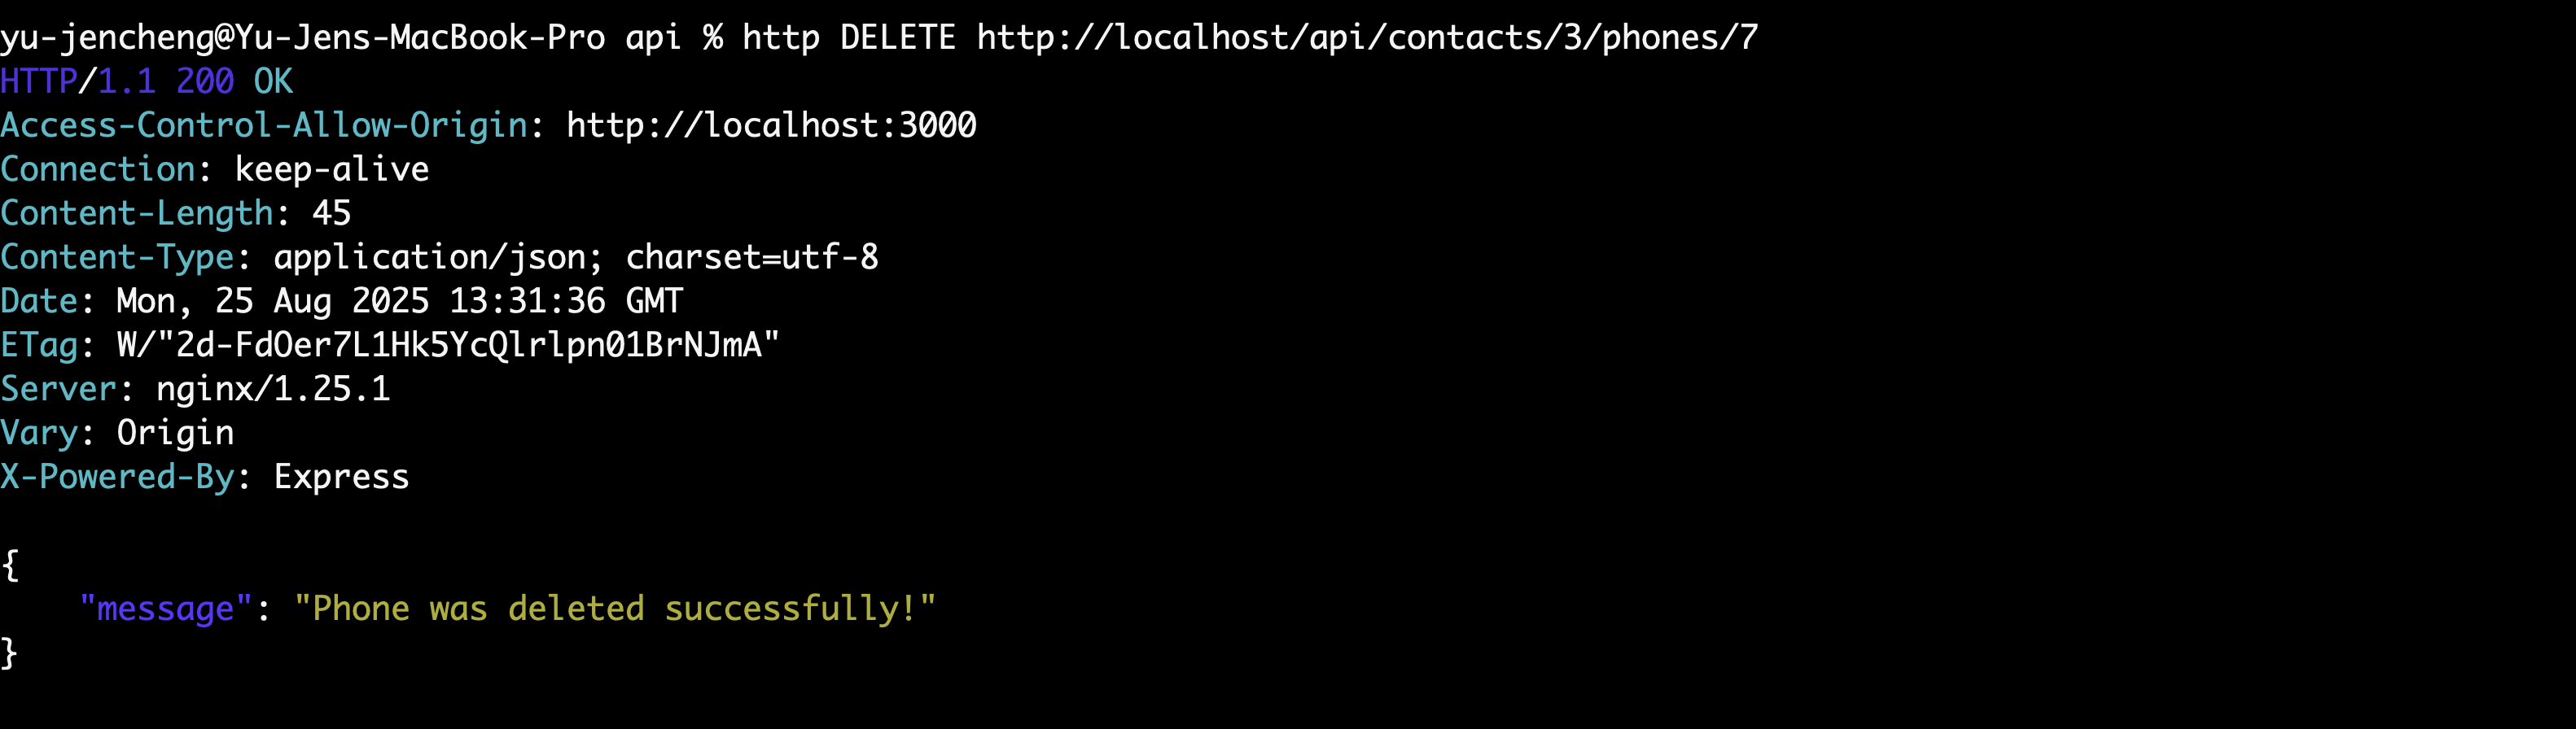 yu-jencheng@Yu-Jens-MacBook-Pro api % http DELETE http://localhost/api/contacts/3/phones/7
HTTP/1.1 200 OK
Access-Control-Allow-Origin: http://localhost:3000
Connection: keep-alive
Content-Length: 45
Content-Type: application/json; charset=utf-8
Date: Mon, 25 Aug 2025 13:31:36 GMT
ETag: W/"2d-FdOer7L1Hk5YcQlrlpn01BrNJmA"
Server: nginx/1.25.1
Vary: Origin
X-Powered-By: Express
{
    "message": "Phone was deleted successfully!"
}